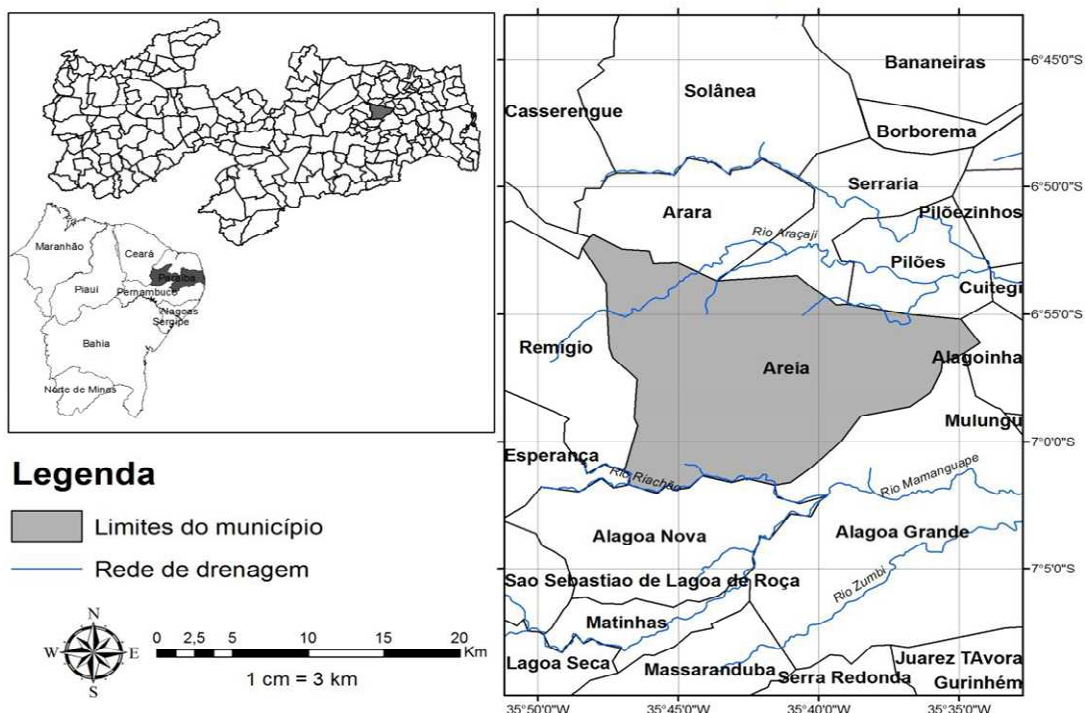 Maranhão
Ceará
Paraíba
Piauí
Pernambuco
Alagoas
Sergipe
Bahia
Norte de Minas
Legenda
Limites do município
Rede de drenagem
N
W
E
S
0 2,5 5 10 15 20
Km
1 cm = 3 km
Bananeiras
Solânea
Casserengue
Borborema
Serraria
Arara
Pilõezinhos
Rio Araçaji
Pilões
Cuitegi
Remígio
Areia
Alagoinha
Mulungu
Esperança
Rio Riachão
Rio Mamanguape
Alagoa Nova
Alagoa Grande
Sao Sebastiao de Lagoa de Roça
Rio Zumbi
Matinhas
Lagoa Seca
Massaranduba
Serra Redonda
Juarez TAvora
Gurinhém
6°45'0"S
6°50'0"S
6°55'0"S
7°0'0"S
7°5'0"S
35°50'0"W 35°45'0"W 35°40'0"W 35°35'0"W